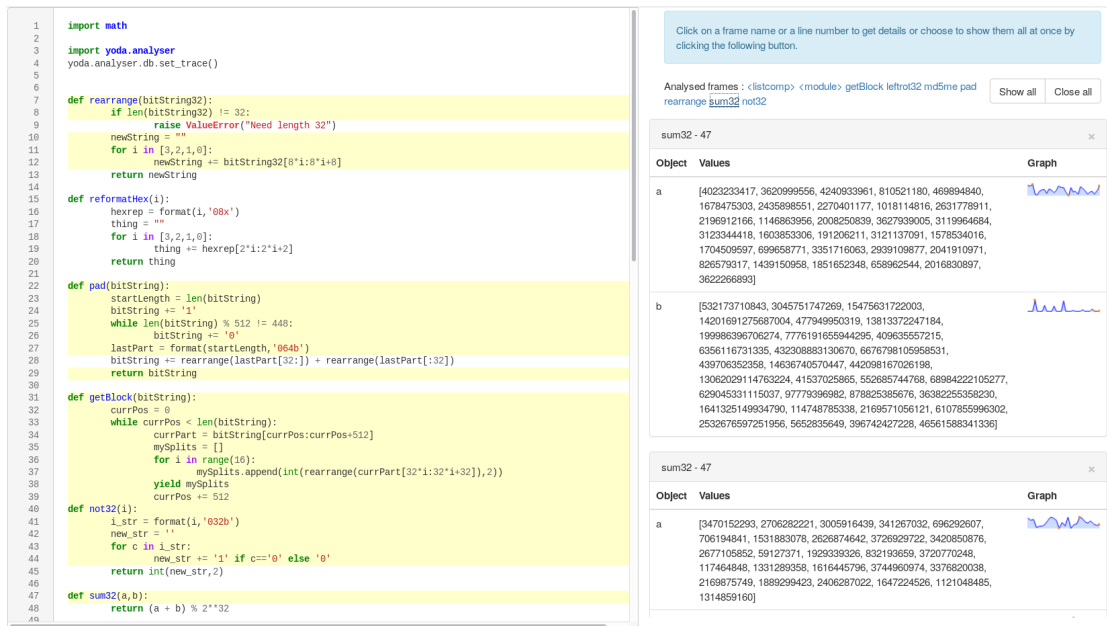 1 import math
2
3 import yoda.analyser
4 yoda.analyser.db.set_trace()
5
6
7 def rearrange(bitString32):
8 if len(bitString32) != 32:
9 raise ValueError("Need length 32")
10 newString = ""
11 for i in [3,2,1,0]:
12 newString += bitString32[8*i:8*i+8]
13 return newString
14
15 def reformatHex(i):
16 hexrep = format(i,'08x')
17 thing = ""
18 for i in [3,2,1,0]:
19 thing += hexrep[2*i:2*i+2]
20 return thing
21
22 def pad(bitString):
23 startLength = len(bitString)
24 bitString += '1'
25 while len(bitString) % 512 != 448:
26 bitString += '0'
27 lastPart = format(startLength,'064b')
28 bitString += rearrange(lastPart[32:]) + rearrange(lastPart[:32])
29 return bitString
30
31 def getBlock(bitString):
32 currPos = 0
33 while currPos < len(bitString):
34 currPart = bitString[currPos:currPos+512]
35 mySplits = []
36 for i in range(16):
37 mySplits.append(int(rearrange(currPart[32*i:32*i+32]),2))
38 yield mySplits
39 currPos += 512
40 def not32(i):
41 i_str = format(i,'032b')
42 new_str = ''
43 for c in i_str:
44 new_str += '1' if c=='0' else '0'
45 return int(new_str,2)
46
47 def sum32(a,b):
48 return (a + b) % 2**32
49
Click on a frame name or a line number to get details or choose to show them all at once by
clicking the following button.
Analysed frames : <listcomp> <module> getBlock leftrot32 md5me pad
rearrange sum32 not32
Show all Close all
sum32 - 47 ×
Object Values Graph
a [4023233417, 3620999556, 4240933961, 810521180, 469894840,
1678475303, 2435898551, 2270401177, 1018114816, 2631778911,
2196912166, 1146863956, 2008250839, 3627939005, 3119964684,
3123344418, 1603853306, 191206211, 3121137091, 1578534016,
1704509597, 699658771, 3351716063, 2939109877, 2041910971,
826579317, 1439150958, 1851652348, 658962544, 2016830897,
3622266893]
b [532173710843, 3045751747269, 15475631722003,
14201691275687004, 477949950319, 13813372247184,
199986396706274, 7776191655944295, 409635557215,
6356116731335, 432308883130670, 6676798105958531,
439706352358, 14636740570447, 442098167026198,
13062029114763224, 41537025865, 552685744768, 68984222105277,
629045331115037, 97779396982, 878825385676, 36382255358230,
1641325149934790, 114748785338, 2169571056121, 6107855996302,
2532676597251956, 5652835649, 396742427228, 46561588341336]
sum32 - 47 ×
Object Values Graph
a [3470152293, 2706282221, 3005916439, 341267032, 696292607,
706194841, 1531883078, 2626874642, 3726929722, 3420850876,
2677105852, 59127371, 1929339326, 832193659, 3720770248,
117464848, 1331289358, 1616445796, 3744960974, 3376820038,
2169875749, 1889299423, 2406287022, 1647224526, 1121048485,
1314859160]